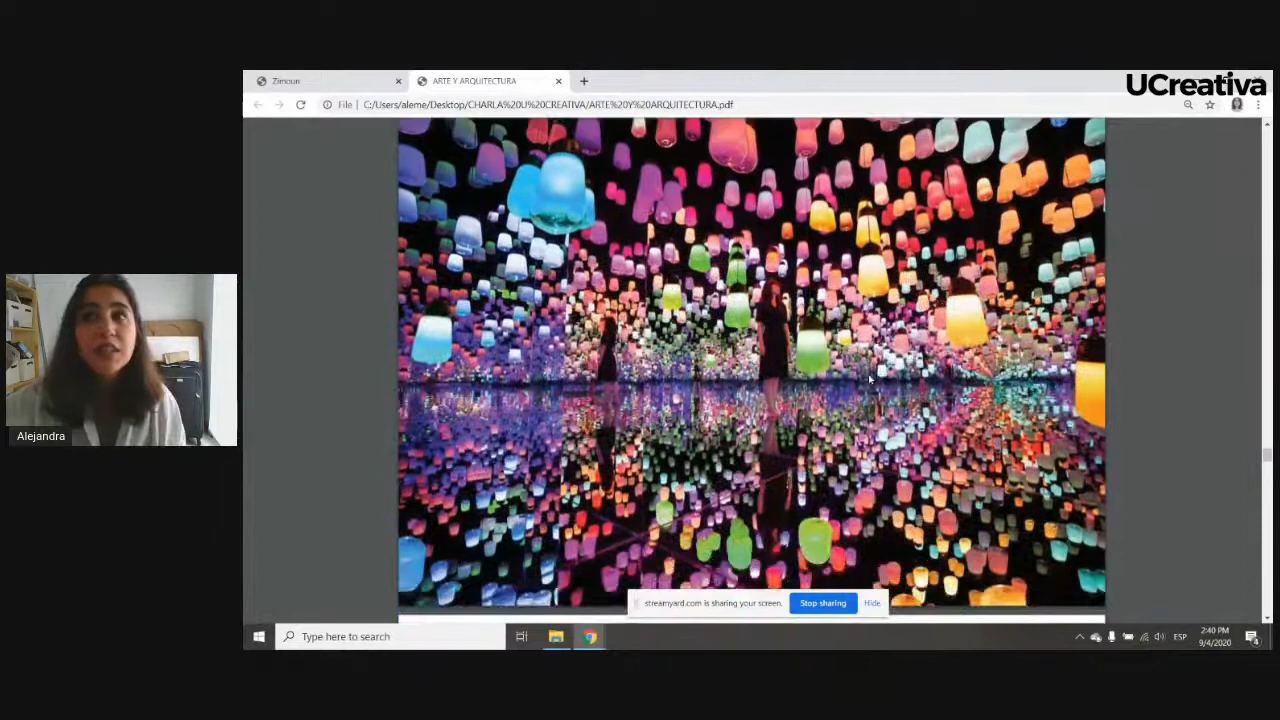 UCreativa
Zimoun
ARTE Y ARQUITECTURA
File | C:/Users/aleme/Desktop/CHARLA%20U%20CREATIVA/ARTE%20Y%20ARQUITECTURA.pdf
Alejandra
streamyard.com is sharing your screen.
Stop sharing
Hide
Type here to search
ESP
2:40 PM
9/4/2020
4